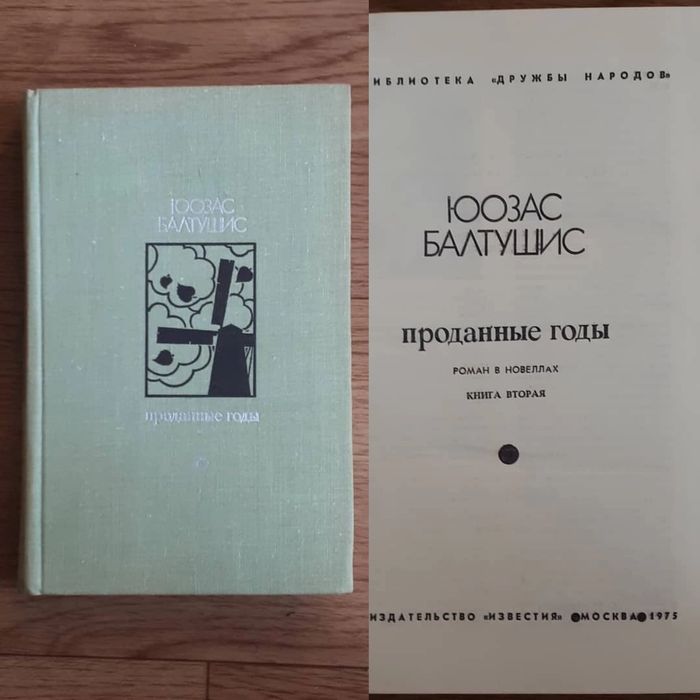 ЮОЗАС
БАЛТУШИС
проданные годы
ИБЛИОТЕКА «ДРУЖБЫ НАРОДОВ»
ЮОЗАС
БАЛТУШИС
проданные годы
РОМАН В НОВЕЛЛАХ
КНИГА ВТОРАЯ
ИЗДАТЕЛЬСТВО «ИЗВЕСТИЯ» ●МОСКВА●1975